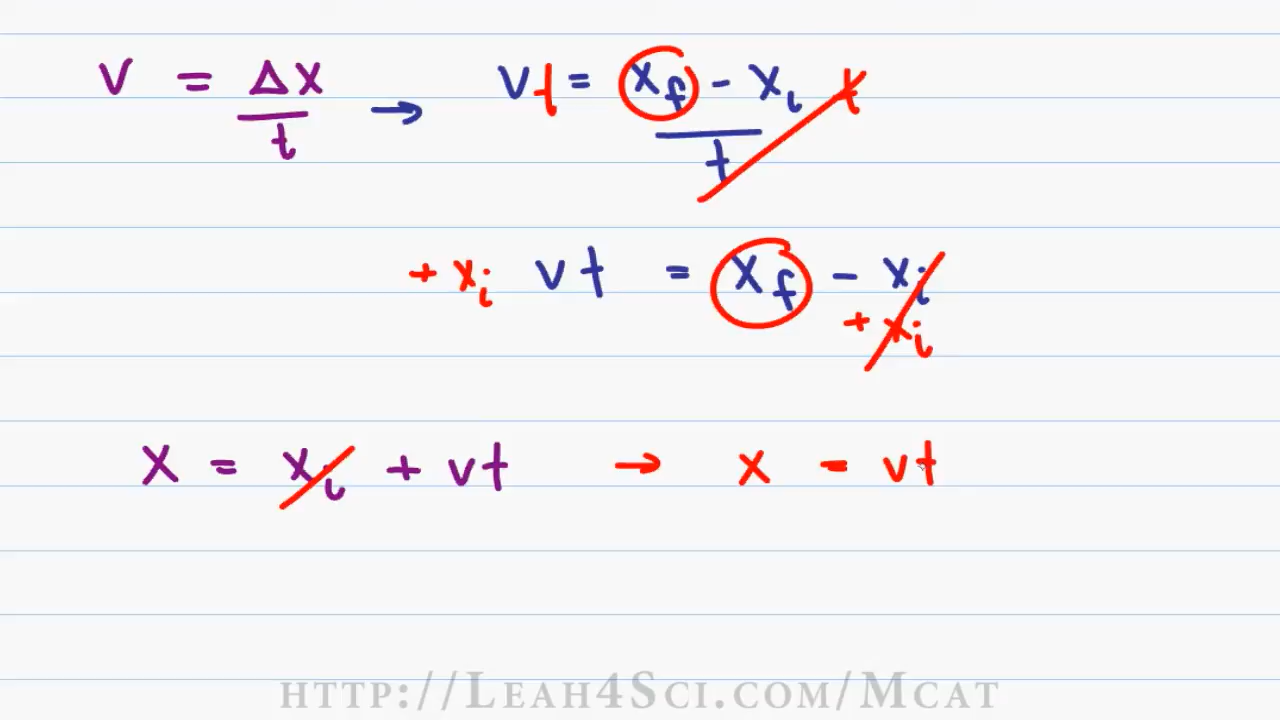 v = Δx/t → vt = xf - xi/t t
+ xi vt = xf - xi
+ xi
x = xi + vt → x = vt
HTTP://LEAH4SCI.COM/MCAT